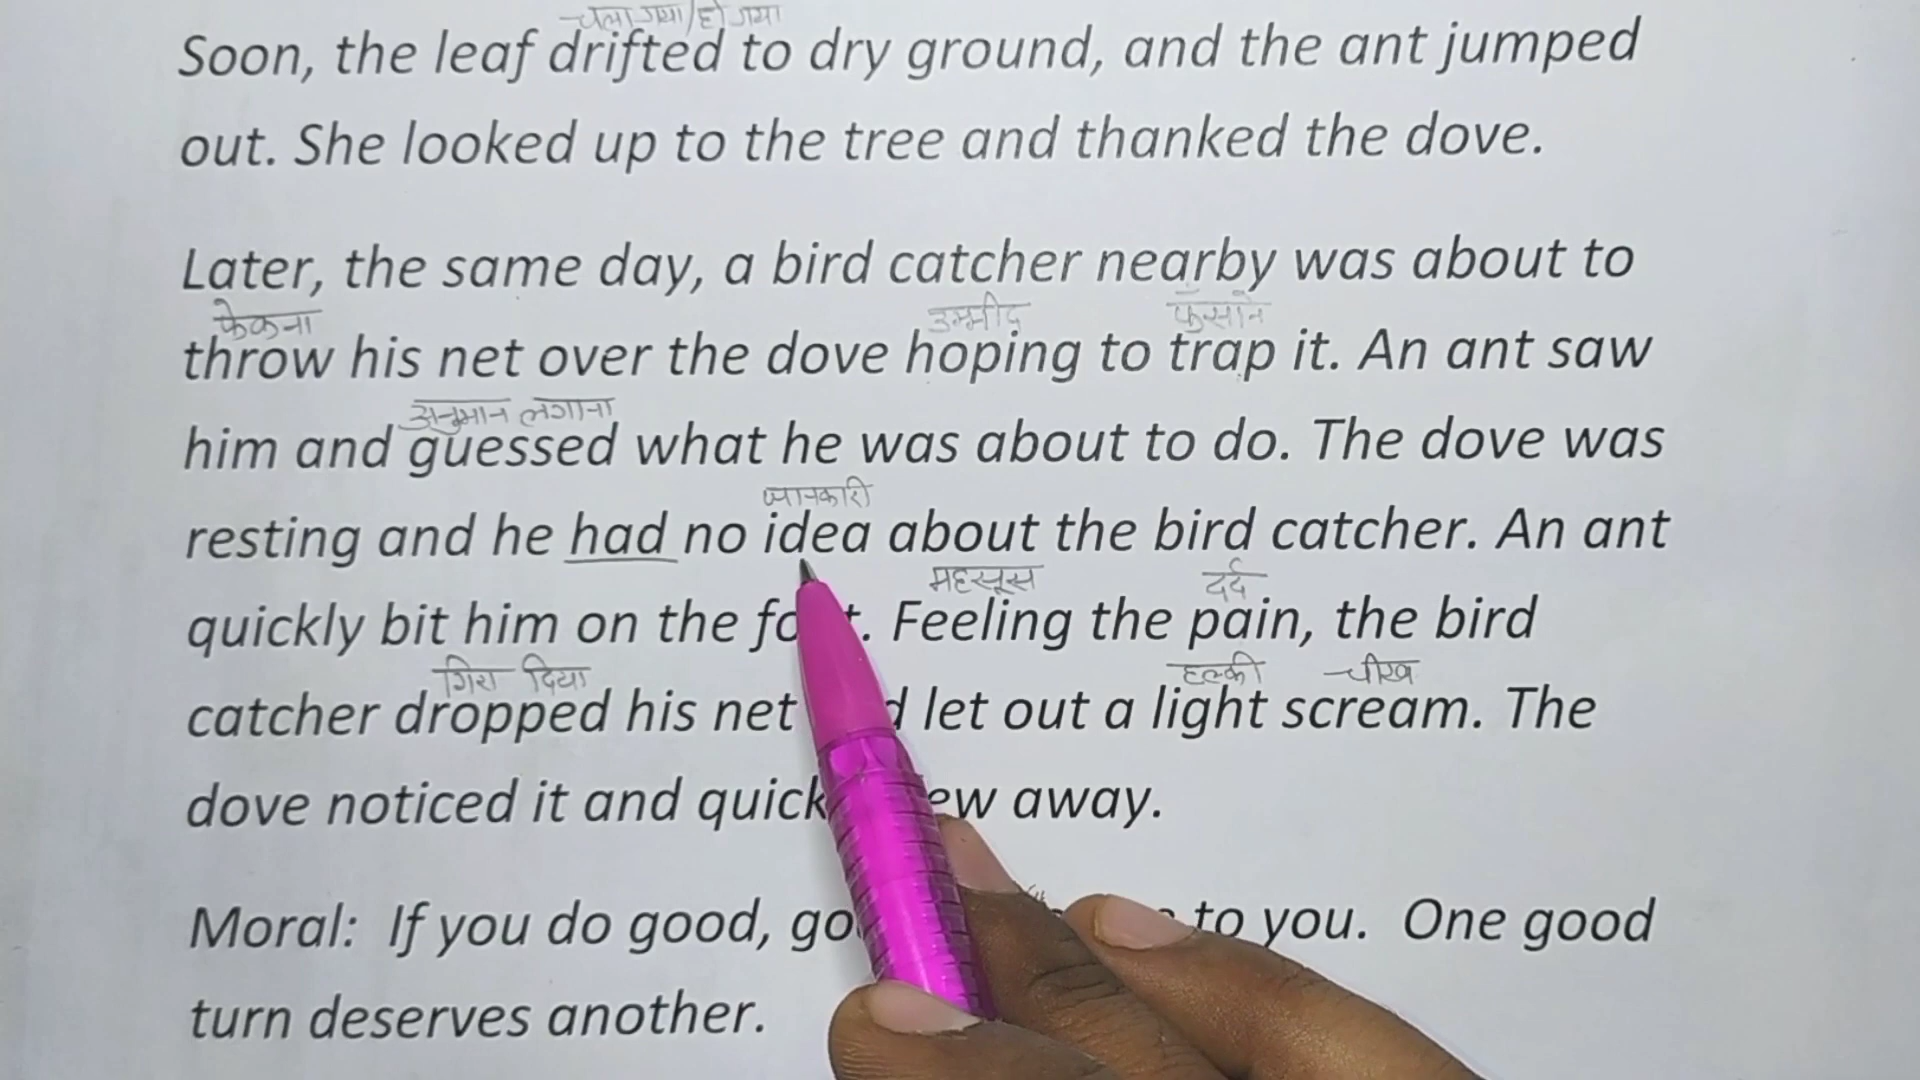 चला गया/हो गया
Soon, the leaf drifted to dry ground, and the ant jumped
out. She looked up to the tree and thanked the dove.
Later, the same day, a bird catcher nearby was about to
फेकना उम्मीद फँसाने
throw his net over the dove hoping to trap it. An ant saw
अनुमान लगाना
him and guessed what he was about to do. The dove was
जानकारी
resting and he had no idea about the bird catcher. An ant
महसूस दर्द
quickly bit him on the Feeling the pain, the bird
गिरा दिया हल्की चीख
catcher dropped his net let out a light scream. The
dove noticed it and away.
Moral: If you do good, to you. One good
turn deserves another.